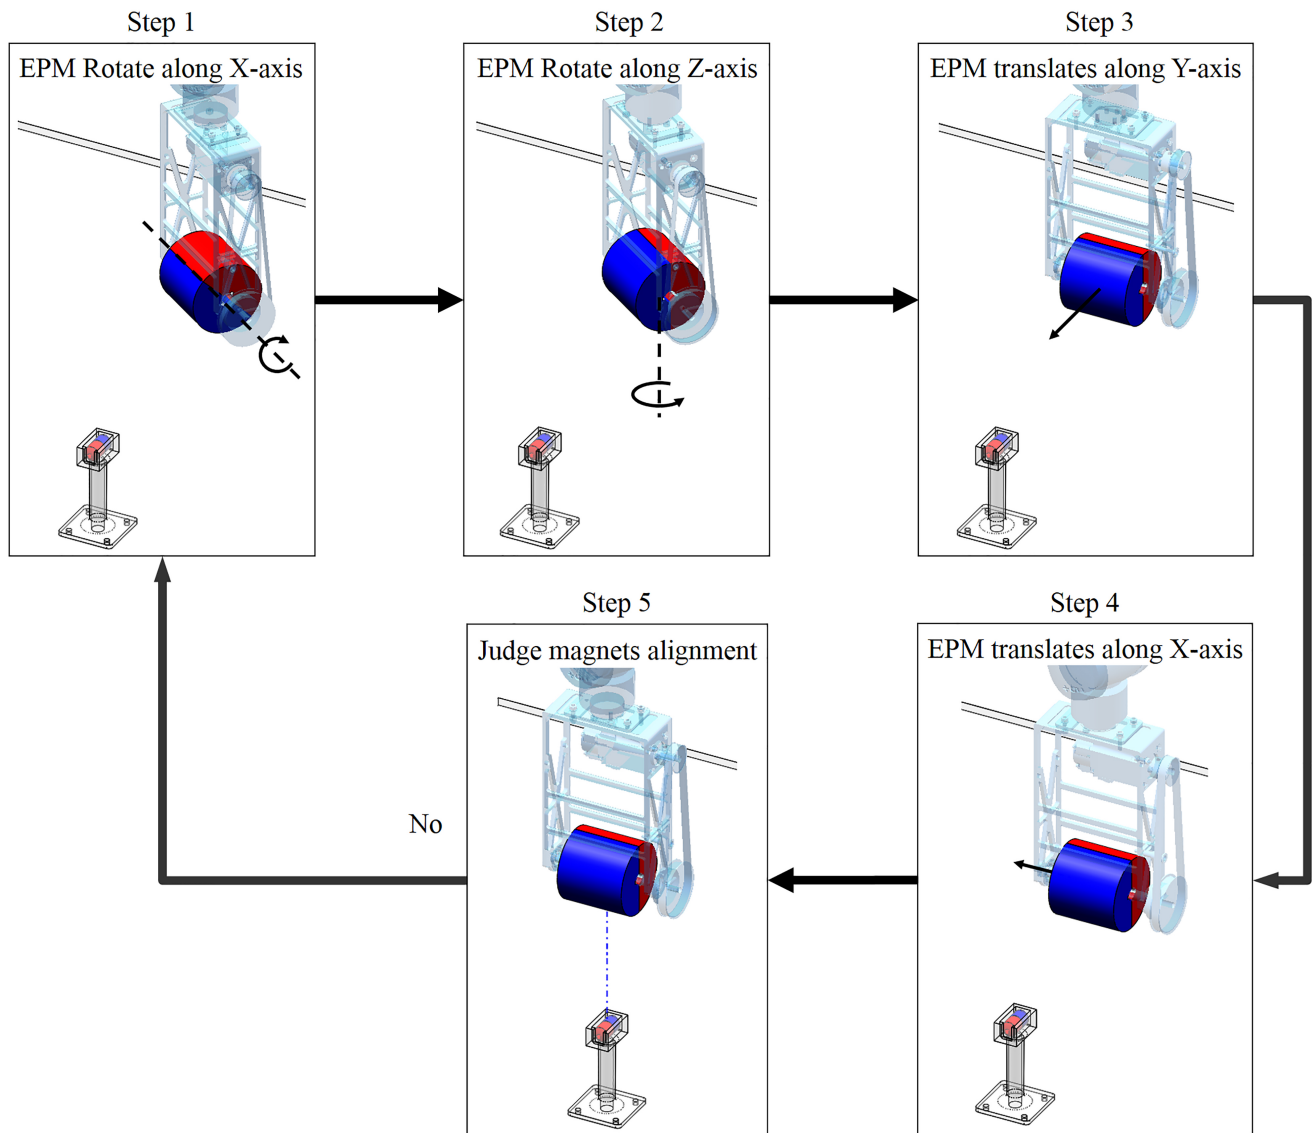 Step 1
EPM Rotate along X-axis
Step 2
EPM Rotate along Z-axis
Step 3
EPM translates along Y-axis
Step 4
EPM translates along X-axis
Step 5
Judge magnets alignment
No